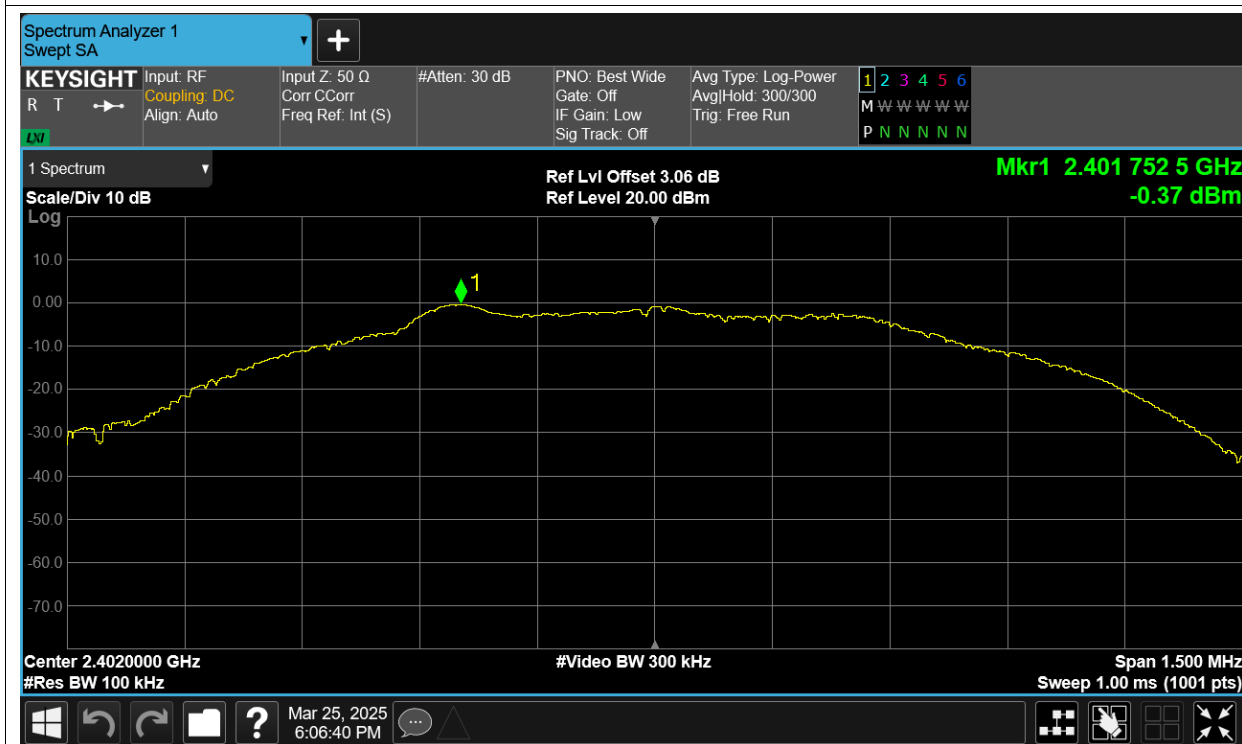 Spectrum Analyzer 1
Swept SA
+
KEYSIGHT
R T
LXI
Input: RF
Coupling: DC
Align: Auto
Input Z: 50 Ω
Corr CCorr
Freq Ref: Int (S)
#Atten: 30 dB
PNO: Best Wide
Gate: Off
IF Gain: Low
Sig Track: Off
Avg Type: Log-Power
Avg|Hold: 300/300
Trig: Free Run
1 2 3 4 5 6
M W W W W W
P N N N N N
1 Spectrum
Scale/Div 10 dB
Log
Ref Lvl Offset 3.06 dB
Ref Level 20.00 dBm
Mkr1 2.401 752 5 GHz
-0.37 dBm
1
10.0
0.00
-10.0
-20.0
-30.0
-40.0
-50.0
-60.0
-70.0
Center 2.4020000 GHz
#Res BW 100 kHz
#Video BW 300 kHz
Span 1.500 MHz
Sweep 1.00 ms (1001 pts)
?
Mar 25, 2025
6:06:40 PM